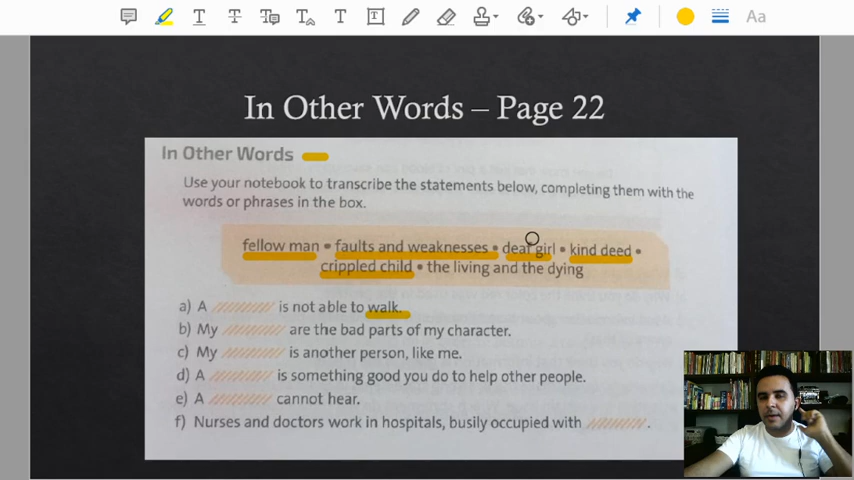 Aa
In Other Words – Page 22
In Other Words
Use your notebook to transcribe the statements below, completing them with the
words or phrases in the box.
fellow man • faults and weaknesses • deaf girl • kind deed •
crippled child • the living and the dying
a) A is not able to walk.
b) My are the bad parts of my character.
c) My is another person, like me.
d) A is something good you do to help other people.
e) A cannot hear.
f) Nurses and doctors work in hospitals, busily occupied with .